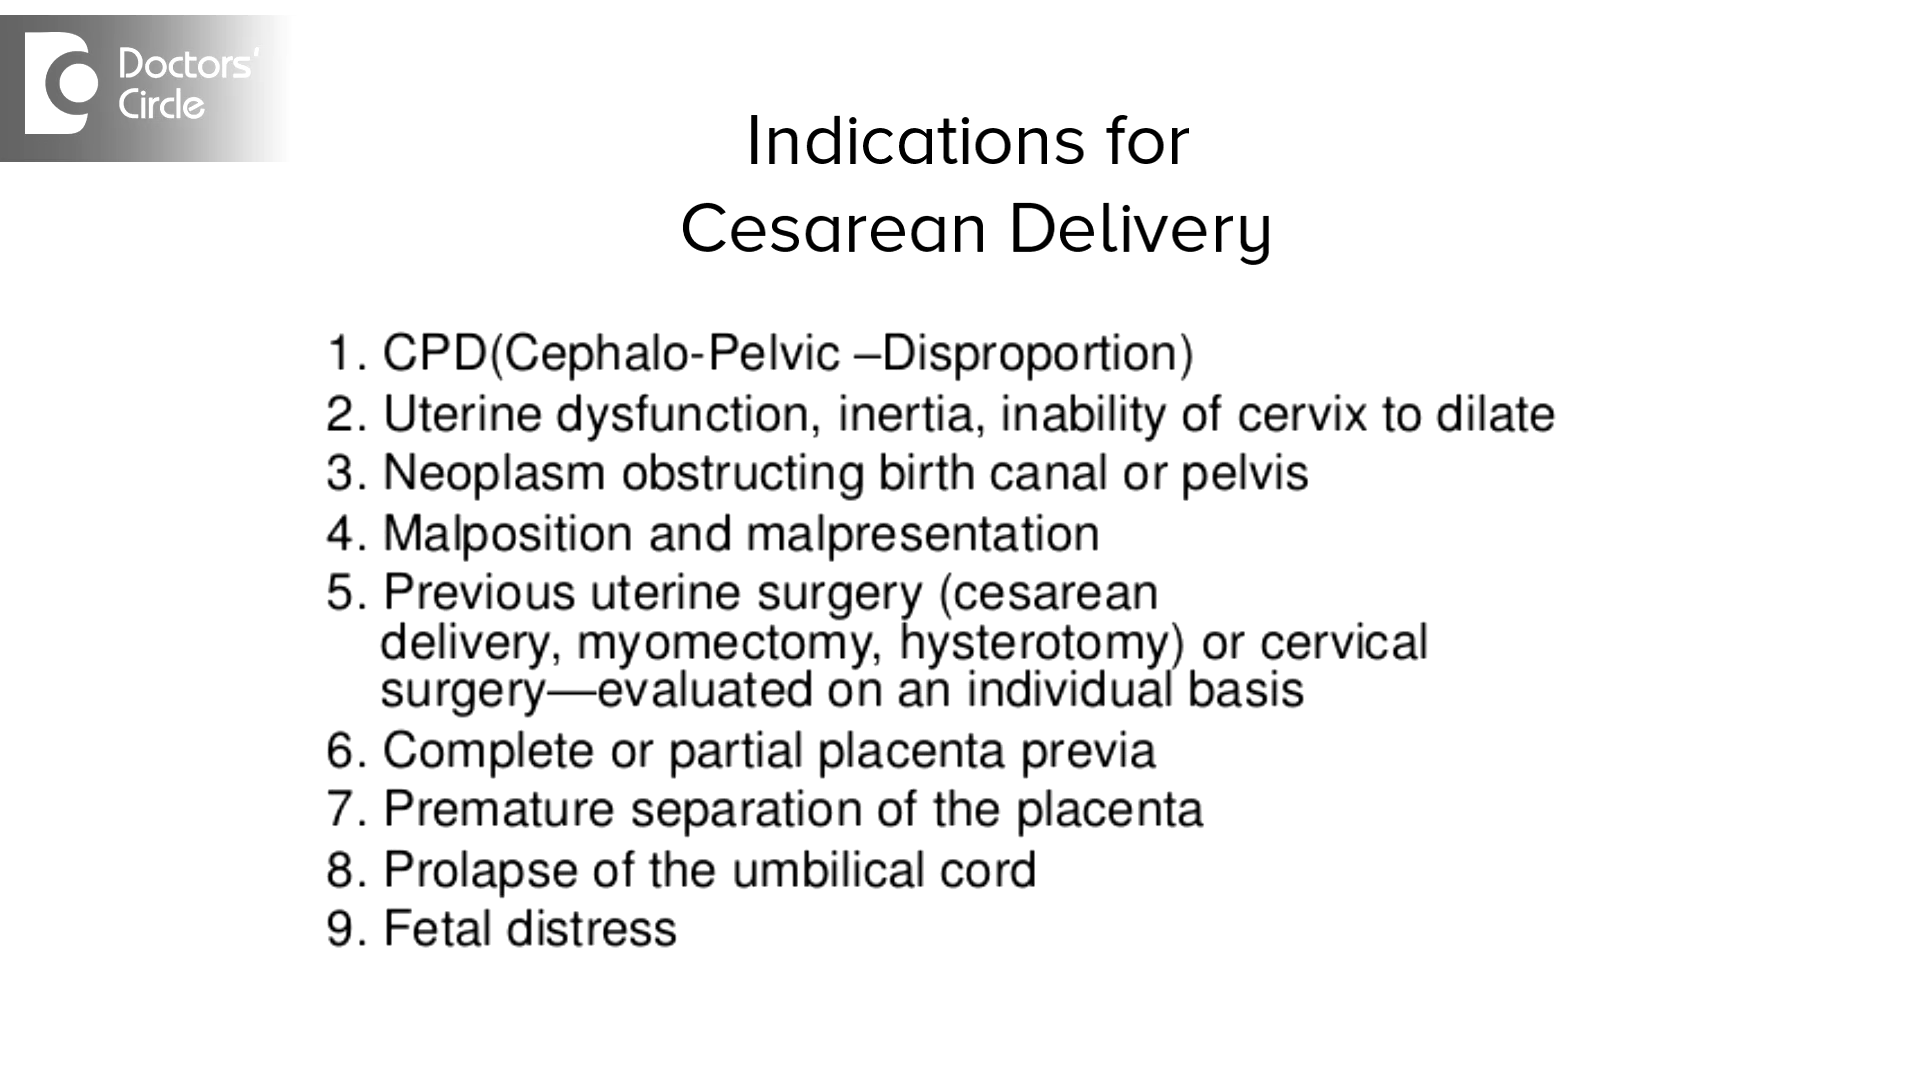 Doctors'
Circle
Indications for
Cesarean Delivery
1. CPD(Cephalo-Pelvic –Disproportion)
2. Uterine dysfunction, inertia, inability of cervix to dilate
3. Neoplasm obstructing birth canal or pelvis
4. Malposition and malpresentation
5. Previous uterine surgery (cesarean
delivery, myomectomy, hysterotomy) or cervical
surgery—evaluated on an individual basis
6. Complete or partial placenta previa
7. Premature separation of the placenta
8. Prolapse of the umbilical cord
9. Fetal distress